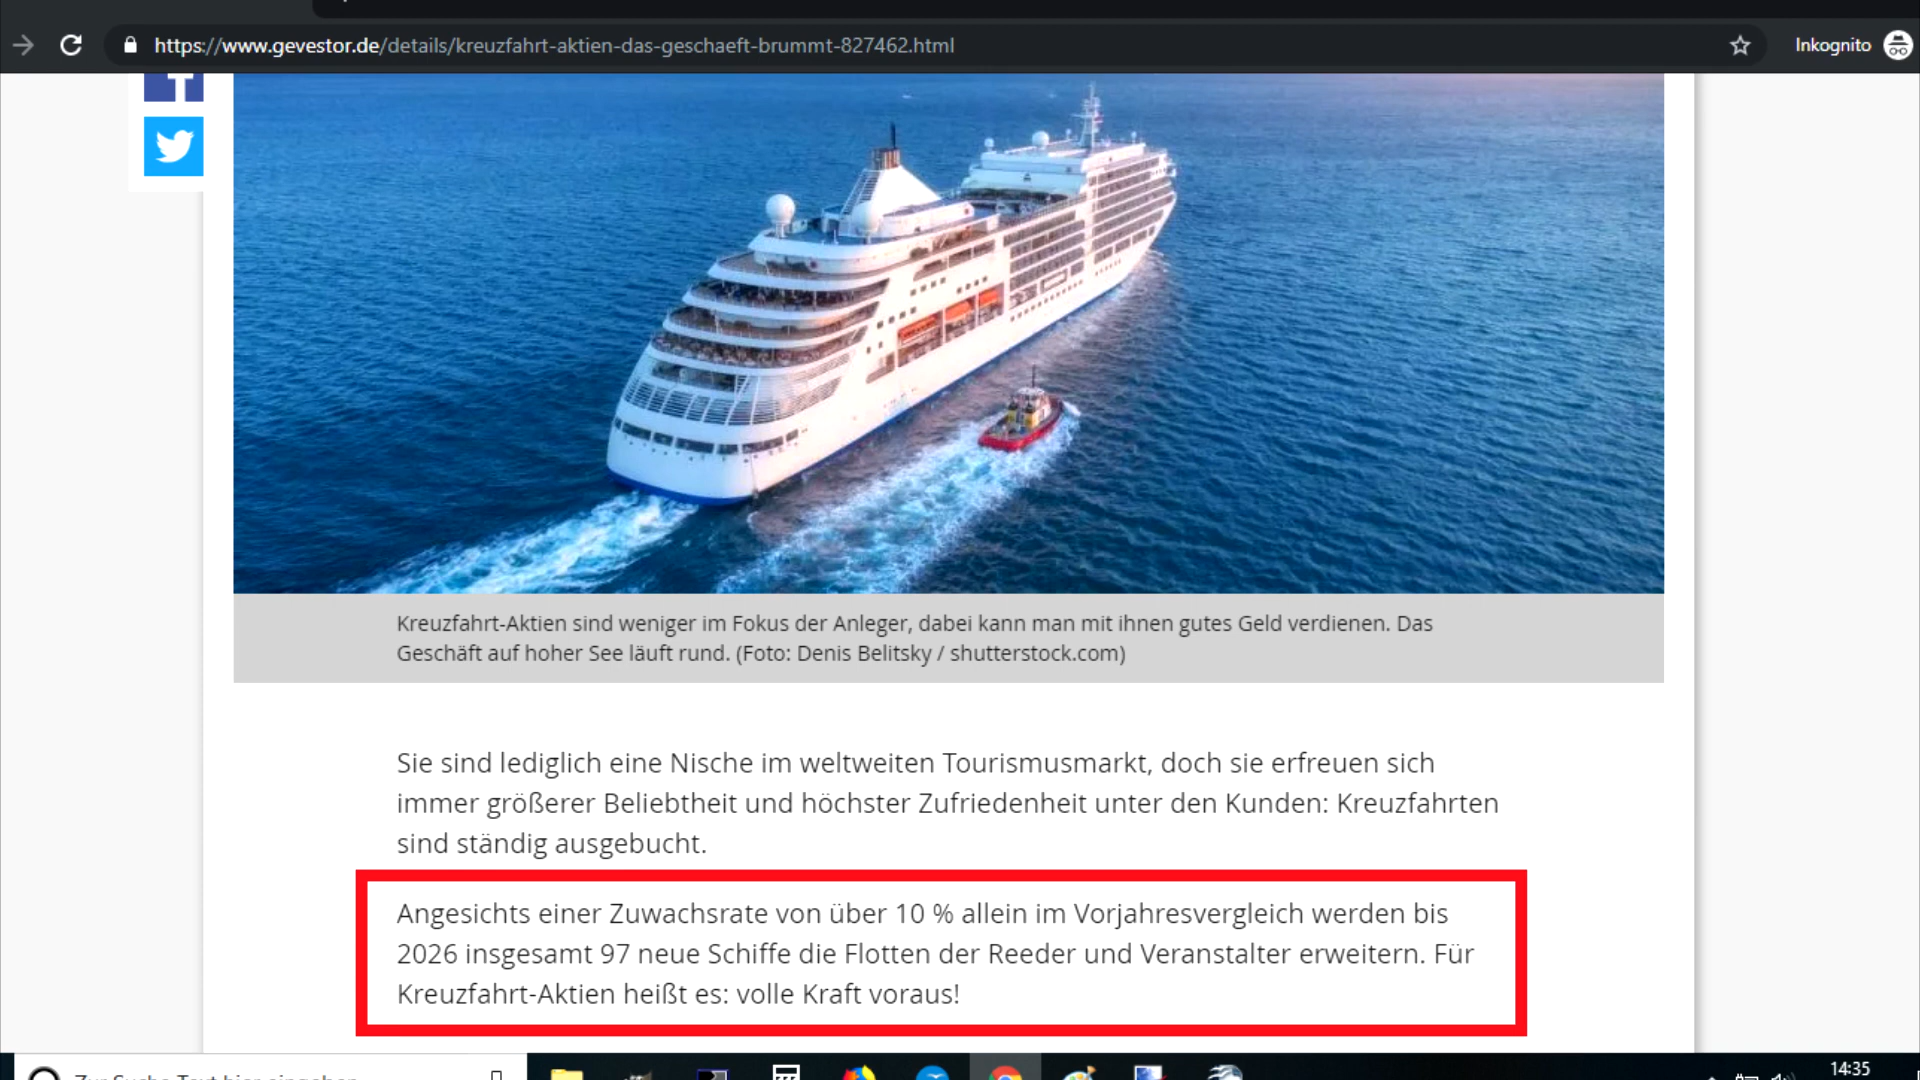 https://www.gevestor.de/details/kreuzfahrt-aktien-das-geschaeft-brummt-827462.html
Inkognito
Kreuzfahrt-Aktien sind weniger im Fokus der Anleger, dabei kann man mit ihnen gutes Geld verdienen. Das
Geschäft auf hoher See läuft rund. (Foto: Denis Belitsky / shutterstock.com)
Sie sind lediglich eine Nische im weltweiten Tourismusmarkt, doch sie erfreuen sich
immer größerer Beliebtheit und höchster Zufriedenheit unter den Kunden: Kreuzfahrten
sind ständig ausgebucht.
Angesichts einer Zuwachsrate von über 10 % allein im Vorjahresvergleich werden bis
2026 insgesamt 97 neue Schiffe die Flotten der Reeder und Veranstalter erweitern. Für
Kreuzfahrt-Aktien heißt es: volle Kraft voraus!
Zur Suche Text hier eingeben
14:35